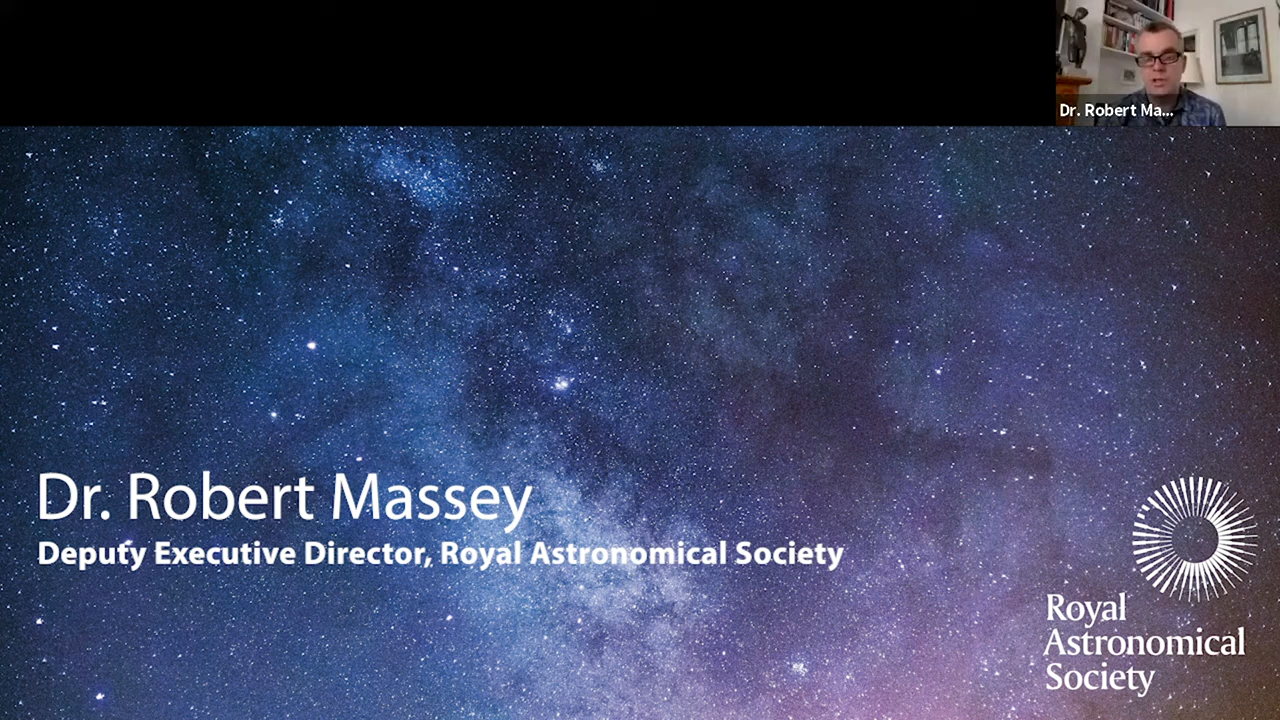 Dr. Robert Ma...
Dr. Robert Massey
Deputy Executive Director, Royal Astronomical Society
Royal
Astronomical
Society